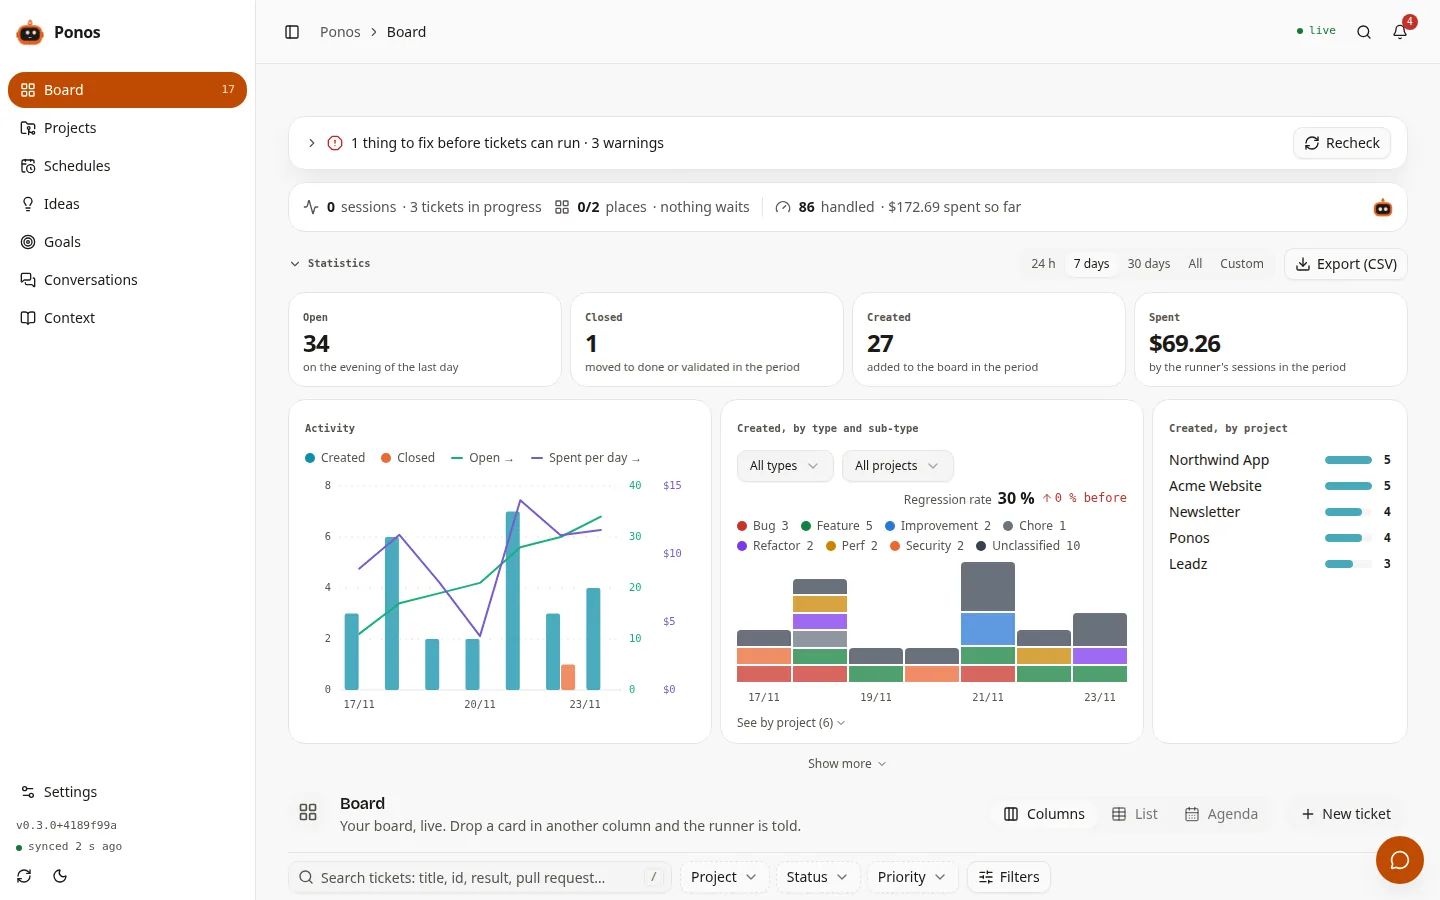 Ponos
Board 17
Projects
Schedules
Ideas
Goals
Conversations
Context
Settings
v0.3.0+4189f99a
synced 2 s ago
Ponos > Board
live
4
1 thing to fix before tickets can run · 3 warnings
Recheck
0 sessions · 3 tickets in progress 0/2 places · nothing waits 86 handled · $172.69 spent so far
Statistics
24 h 7 days 30 days All Custom Export (CSV)
Open
34
on the evening of the last day
Closed
1
moved to done or validated in the period
Created
27
added to the board in the period
Spent
$69.26
by the runner's sessions in the period
Activity
Created Closed Open → Spent per day →
8 40 $15
6 30 $10
4 20
2 10 $5
0 0 $0
17/11 20/11 23/11
Created, by type and sub-type
All types All projects
Regression rate 30 % ↑ 0 % before
Bug 3 Feature 5 Improvement 2 Chore 1
Refactor 2 Perf 2 Security 2 Unclassified 10
17/11 19/11 21/11 23/11
See by project (6)
Created, by project
Northwind App 5
Acme Website 5
Newsletter 4
Ponos 4
Leadz 3
Show more
Board
Your board, live. Drop a card in another column and the runner is told.
Columns List Agenda New ticket
Search tickets: title, id, result, pull request... /
Project Status Priority Filters